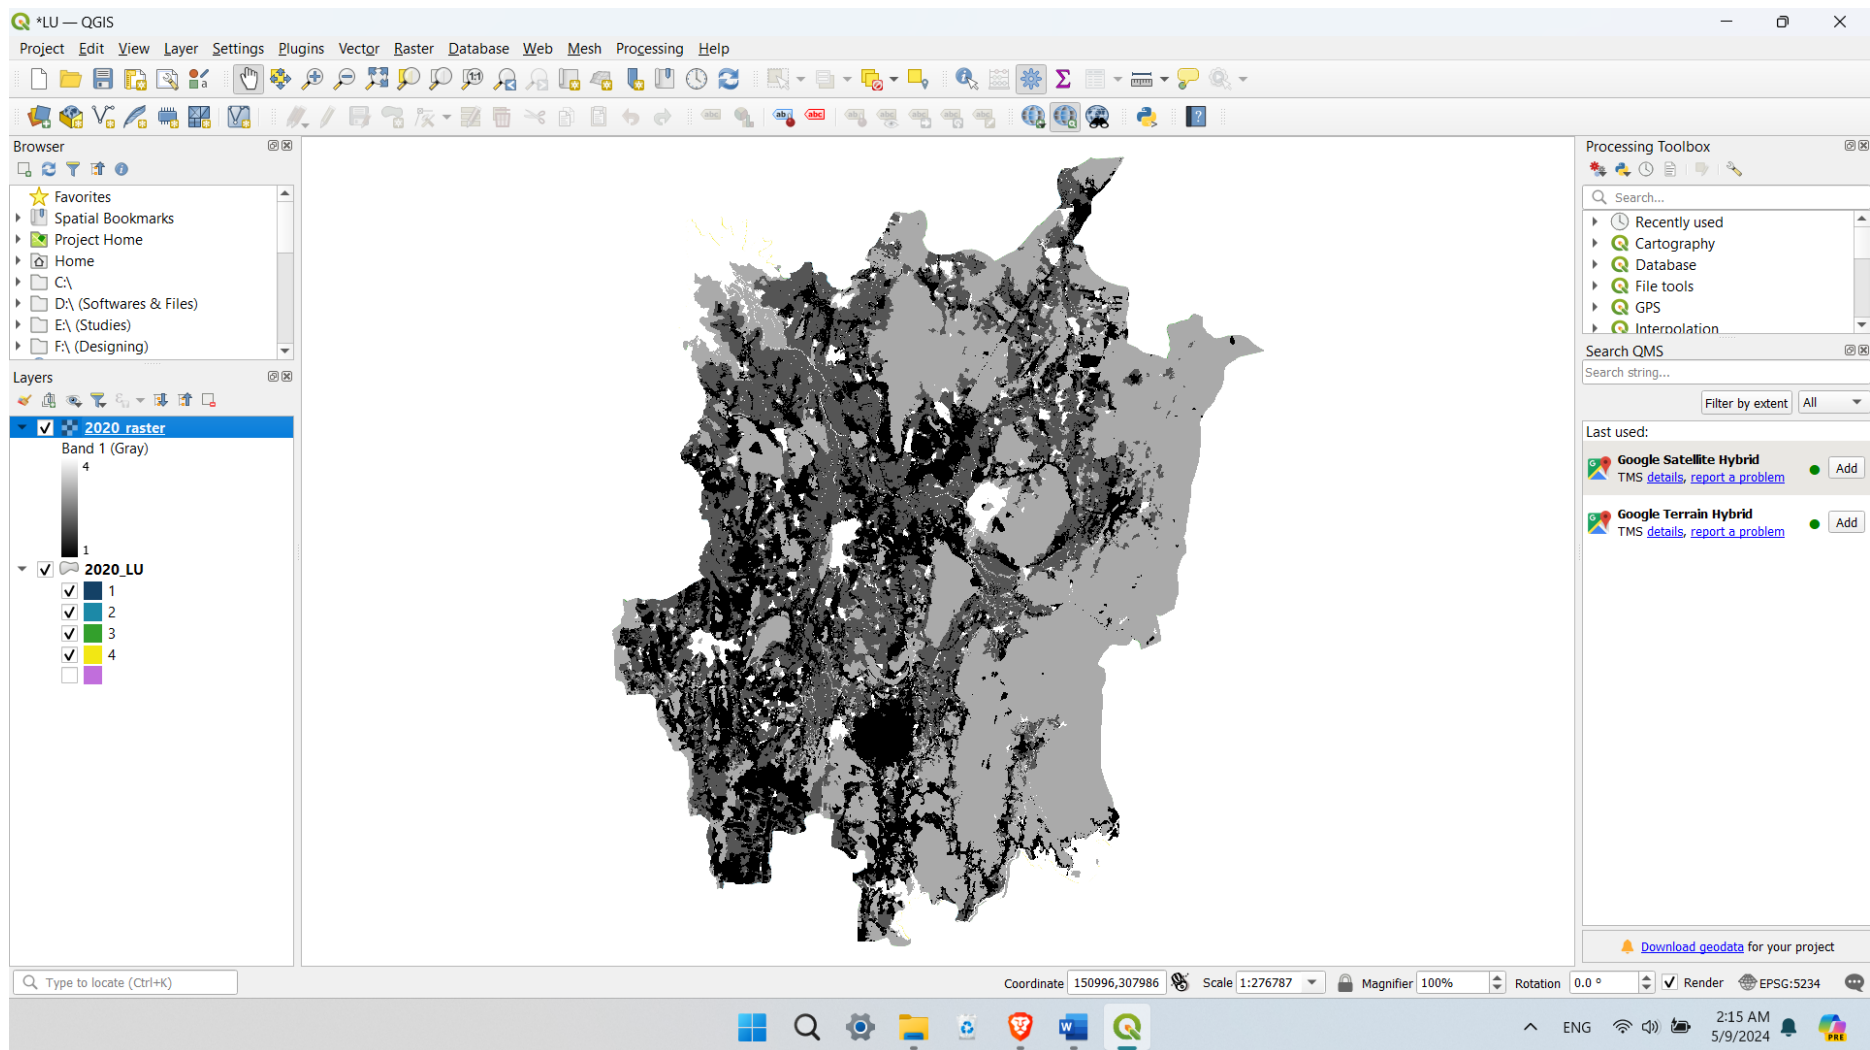 *LU — QGIS
Project Edit View Layer Settings Plugins Vector Raster Database Web Mesh Processing Help
Browser
Favorites
Spatial Bookmarks
Project Home
Home
C:\
D:\ (Softwares & Files)
E:\ (Studies)
F:\ (Designing)
Layers
2020_raster
Band 1 (Gray)
4
1
2020_LU
1
2
3
4
Processing Toolbox
Search...
Recently used
Cartography
Database
File tools
GPS
Interpolation
Search QMS
Search string...
Filter by extent All
Last used:
Google Satellite Hybrid
TMS details, report a problem
Add
Google Terrain Hybrid
TMS details, report a problem
Add
Download geodata for your project
Type to locate (Ctrl+K)
Coordinate 150996,307986 Scale 1:276787 Magnifier 100% Rotation 0.0 ° Render EPSG:5234
ENG
2:15 AM
5/9/2024
PRE